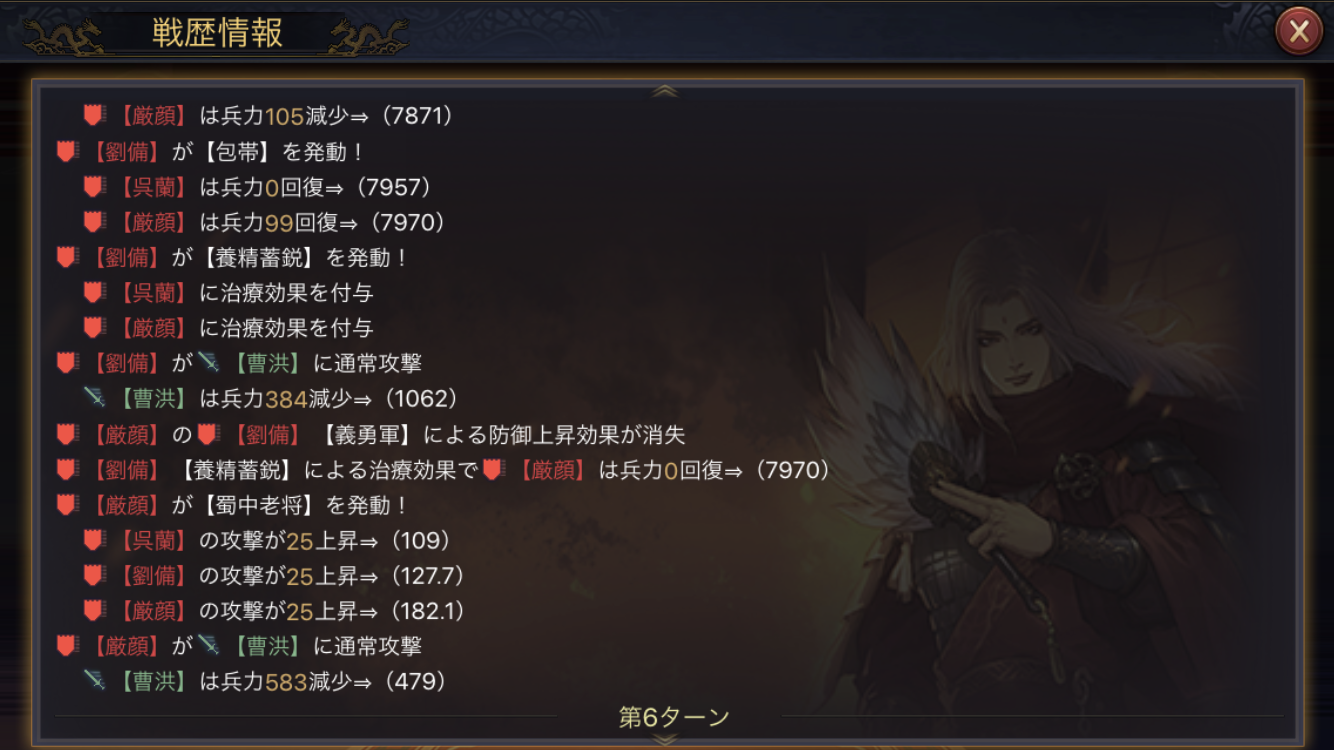 戦歴情報
【厳顔】は兵力105減少⇒（7871）
【劉備】が【包帯】を発動！
【呉蘭】は兵力0回復⇒（7957）
【厳顔】は兵力99回復⇒（7970）
【劉備】が【養精蓄鋭】を発動！
【呉蘭】に治療効果を付与
【厳顔】に治療効果を付与
【劉備】が【曹洪】に通常攻撃
【曹洪】は兵力384減少⇒（1062）
【厳顔】の【劉備】【義勇軍】による防御上昇効果が消失
【劉備】【養精蓄鋭】による治療効果で【厳顔】は兵力0回復⇒（7970）
【厳顔】が【蜀中老将】を発動！
【呉蘭】の攻撃が25上昇⇒（109）
【劉備】の攻撃が25上昇⇒（127.7）
【厳顔】の攻撃が25上昇⇒（182.1）
【厳顔】が【曹洪】に通常攻撃
【曹洪】は兵力583減少⇒（479）
第6ターン